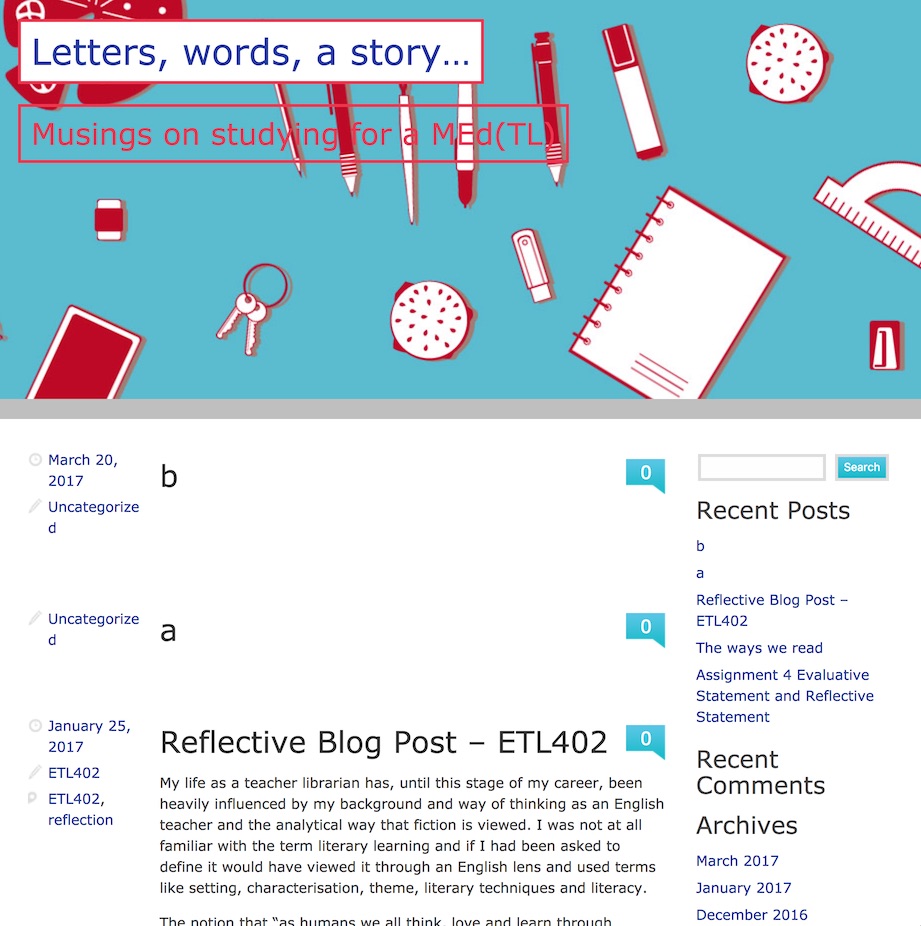 Letters, words, a story...
Musings on studying for a MEd(TL)
March 20,
2017
Uncategorize
d
b
0
Uncategorize
d
a
0
January 25,
2017
ETL402
ETL402,
reflection
Reflective Blog Post – ETL402
0
My life as a teacher librarian has, until this stage of my career, been
heavily influenced by my background and way of thinking as an English
teacher and the analytical way that fiction is viewed. I was not at all
familiar with the term literary learning and if I had been asked to
define it would have viewed it through an English lens and used terms
like setting, characterisation, theme, literary techniques and literacy.
The notion that “as humans we all think, love and learn through
Search
Recent Posts
b
a
Reflective Blog Post –
ETL402
The ways we read
Assignment 4 Evaluative
Statement and Reflective
Statement
Recent
Comments
Archives
March 2017
January 2017
December 2016